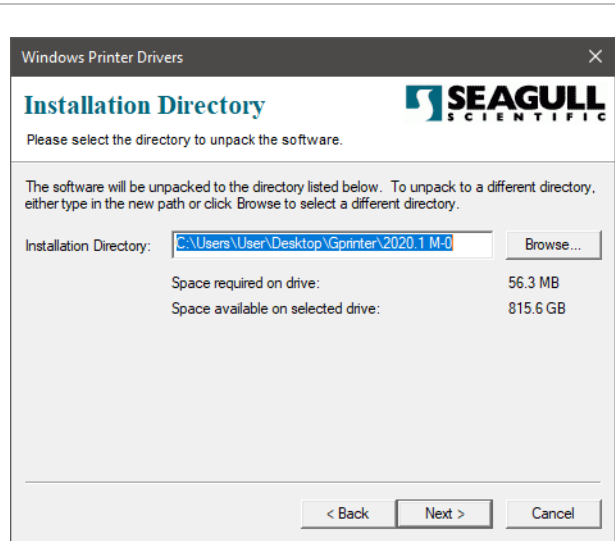 Windows Printer Drivers
Installation Directory
SEAGULL
SCIENTIFIC
Please select the directory to unpack the software.
The software will be unpacked to the directory listed below. To unpack to a different directory,
either type in the new path or click Browse to select a different directory.
Installation Directory: C:\Users\User\Desktop\Gprinter\2020.1 M-0 Browse...
Space required on drive: 56.3 MB
Space available on selected drive: 815.6 GB
< Back Next > Cancel